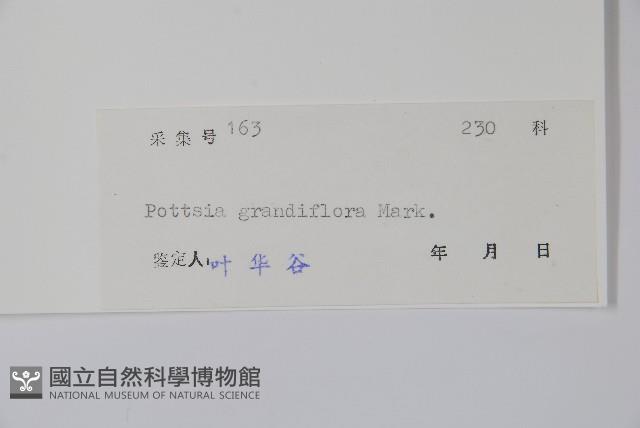 采集号 163 230 科
Pottsia grandiflora Mark.
鉴定人: 叶华谷 年 月 日
國立自然科學博物館
NATIONAL MUSEUM OF NATURAL SCIENCE